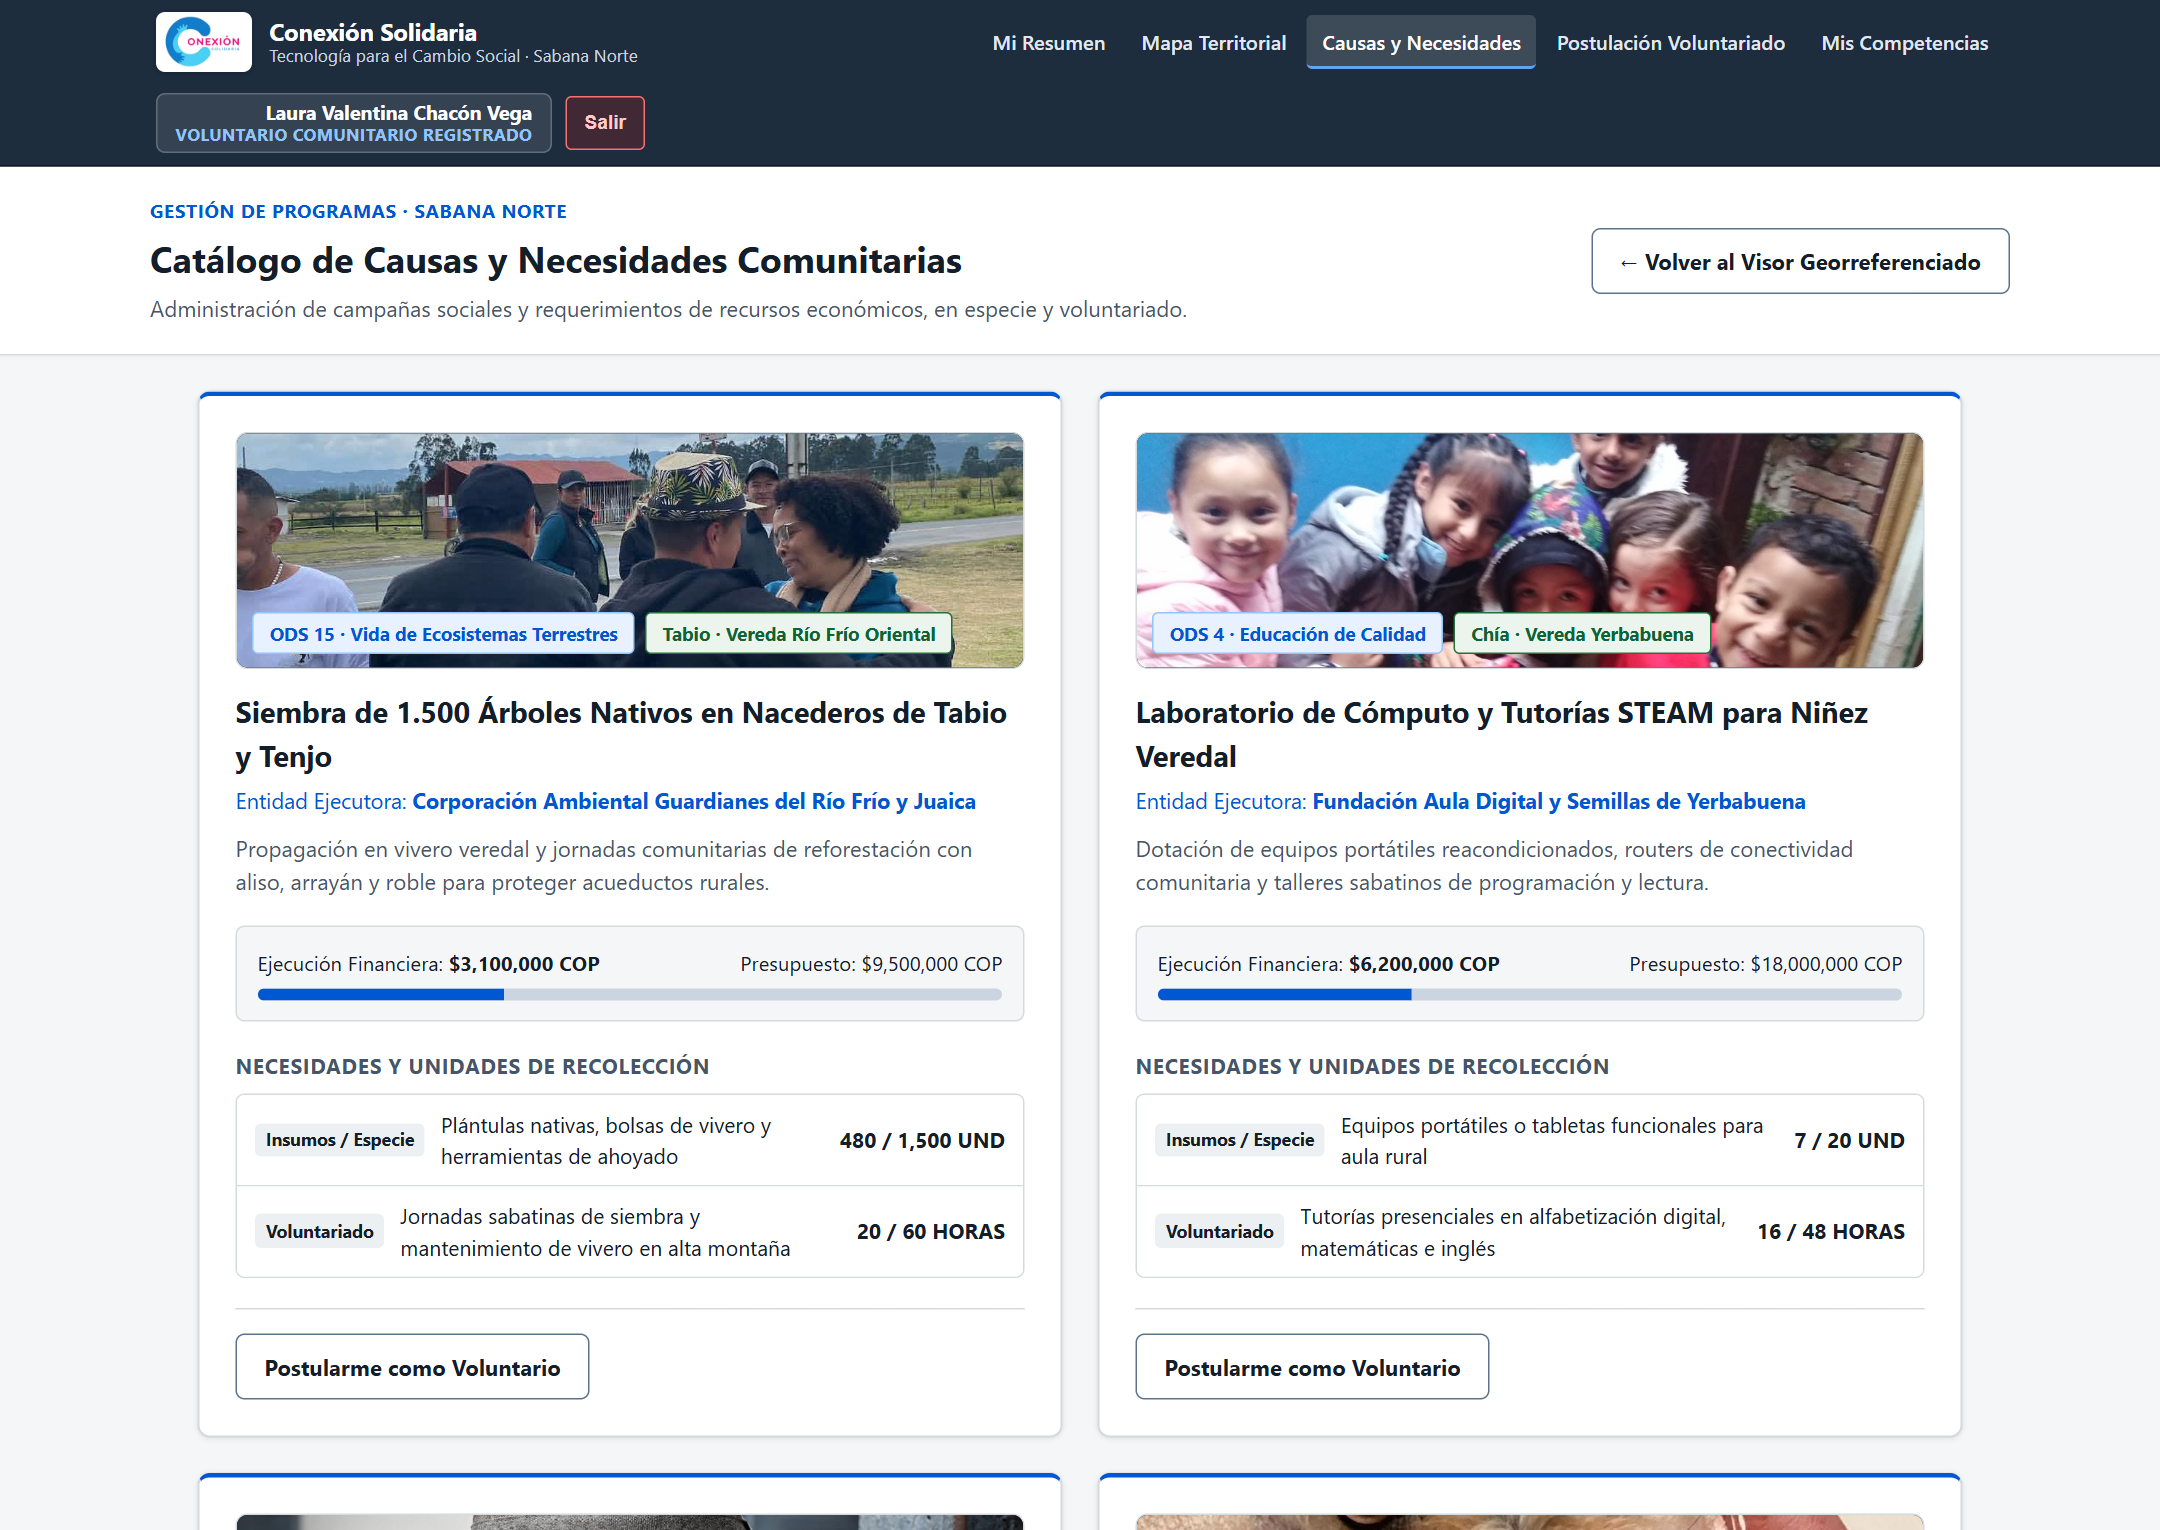 ONEXIÓN
SOLIDARIA
Conexión Solidaria
Tecnología para el Cambio Social · Sabana Norte
Mi Resumen
Mapa Territorial
Causas y Necesidades
Postulación Voluntariado
Mis Competencias
Laura Valentina Chacón Vega
VOLUNTARIO COMUNITARIO REGISTRADO
Salir
GESTIÓN DE PROGRAMAS · SABANA NORTE
Catálogo de Causas y Necesidades Comunitarias
Administración de campañas sociales y requerimientos de recursos económicos, en especie y voluntariado.
← Volver al Visor Georreferenciado
ODS 15 · Vida de Ecosistemas Terrestres
Tabio · Vereda Río Frío Oriental
Siembra de 1.500 Árboles Nativos en Nacederos de Tabio
y Tenjo
Entidad Ejecutora: Corporación Ambiental Guardianes del Río Frío y Juaica
Propagación en vivero veredal y jornadas comunitarias de reforestación con
aliso, arrayán y roble para proteger acueductos rurales.
Ejecución Financiera: $3,100,000 COP
Presupuesto: $9,500,000 COP
NECESIDADES Y UNIDADES DE RECOLECCIÓN
Insumos / Especie
Plántulas nativas, bolsas de vivero y
herramientas de ahoyado
480 / 1,500 UND
Voluntariado
Jornadas sabatinas de siembra y
mantenimiento de vivero en alta montaña
20 / 60 HORAS
Postularme como Voluntario
ODS 4 · Educación de Calidad
Chía · Vereda Yerbabuena
Laboratorio de Cómputo y Tutorías STEAM para Niñez
Veredal
Entidad Ejecutora: Fundación Aula Digital y Semillas de Yerbabuena
Dotación de equipos portátiles reacondicionados, routers de conectividad
comunitaria y talleres sabatinos de programación y lectura.
Ejecución Financiera: $6,200,000 COP
Presupuesto: $18,000,000 COP
NECESIDADES Y UNIDADES DE RECOLECCIÓN
Insumos / Especie
Equipos portátiles o tabletas funcionales para
aula rural
7 / 20 UND
Voluntariado
Tutorías presenciales en alfabetización digital,
matemáticas e inglés
16 / 48 HORAS
Postularme como Voluntario